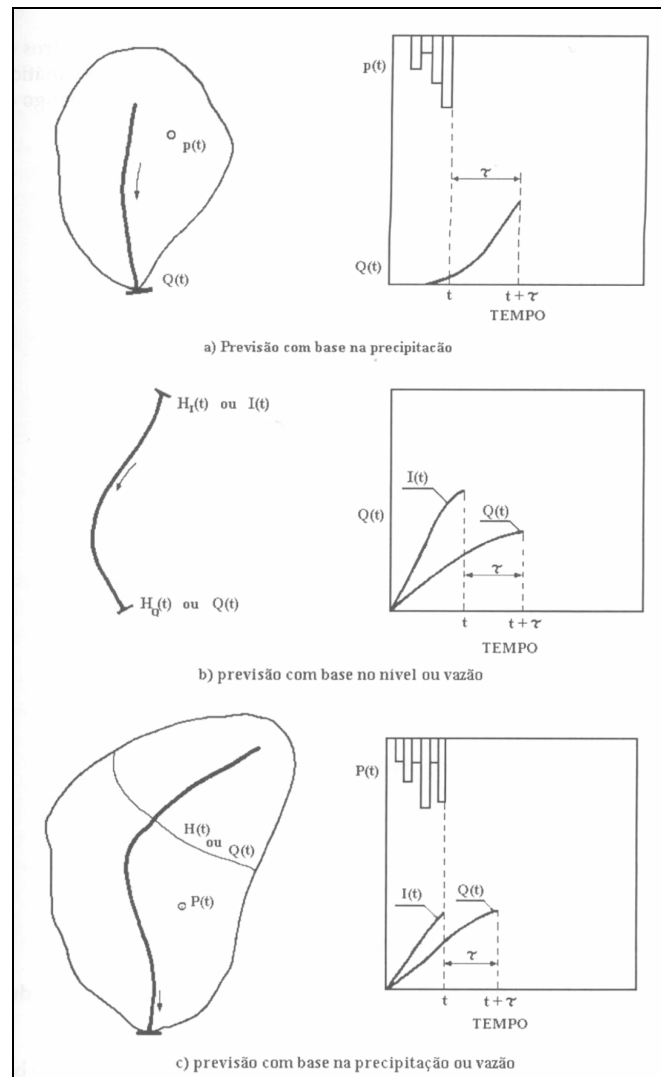 p(t)
Q(t)
p(t)
τ
Q(t)
t
t + τ
TEMPO
a) Previsão com base na precipitacão
H_I(t) ou I(t)
H_Q(t) ou Q(t)
I(t)
Q(t)
Q(t)
τ
t
t + τ
TEMPO
b) previsão com base no nível ou vazão
H(t)
ou
Q(t)
P(t)
P(t)
I(t)
Q(t)
τ
t
t + τ
TEMPO
c) previsão com base na precipitação ou vazão